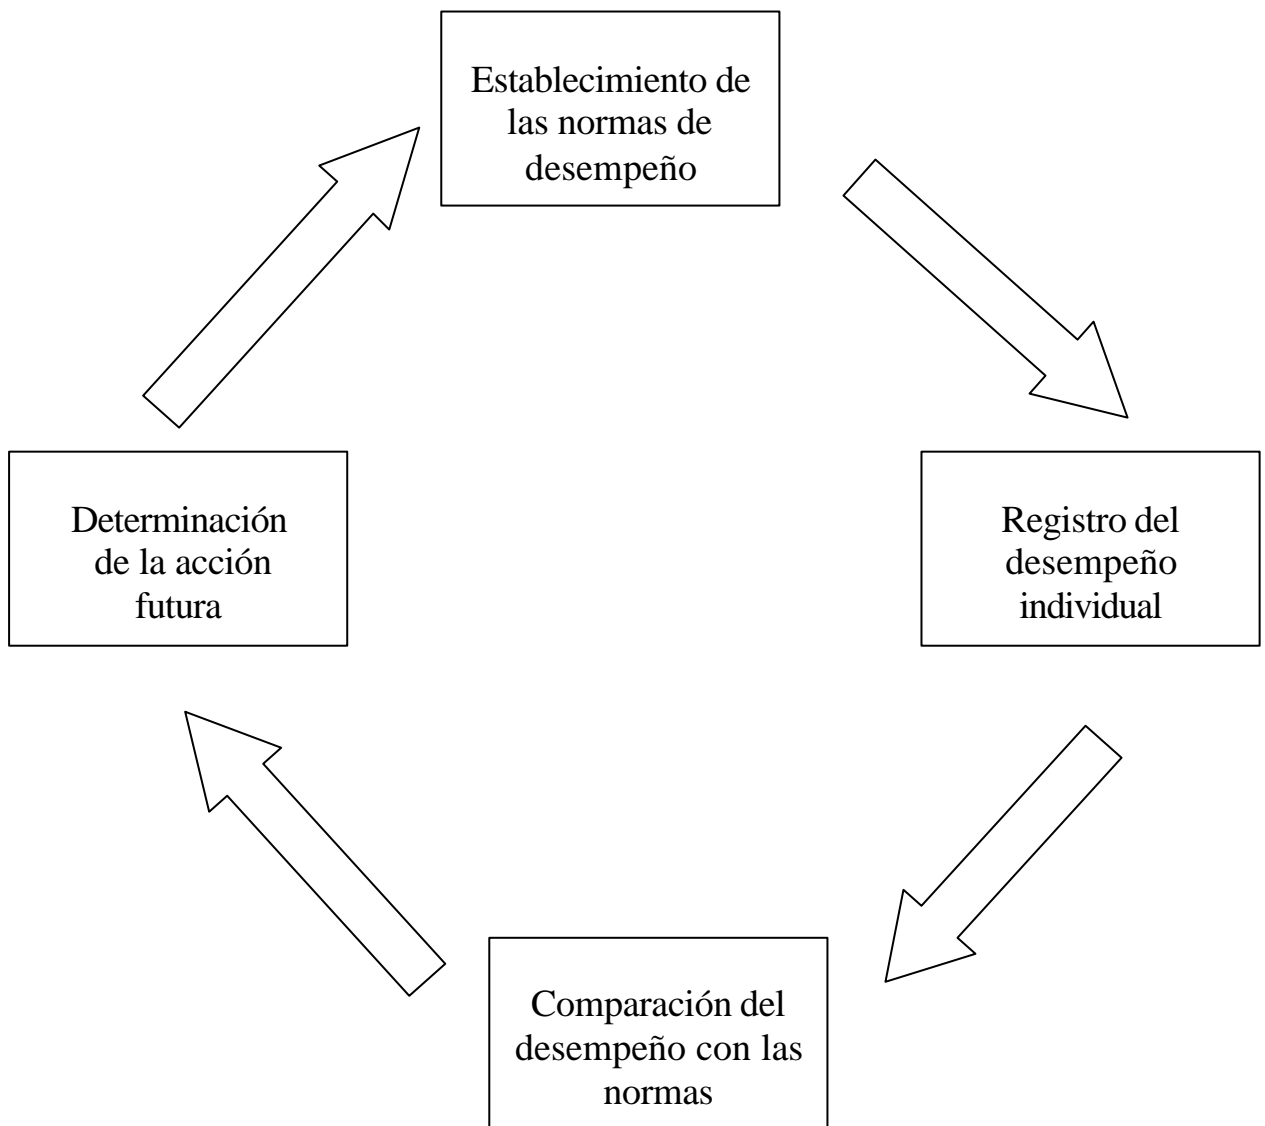 Establecimiento de
las normas de
desempeño
Determinación
de la acción
futura
Registro del
desempeño
individual
Comparación del
desempeño con las
normas